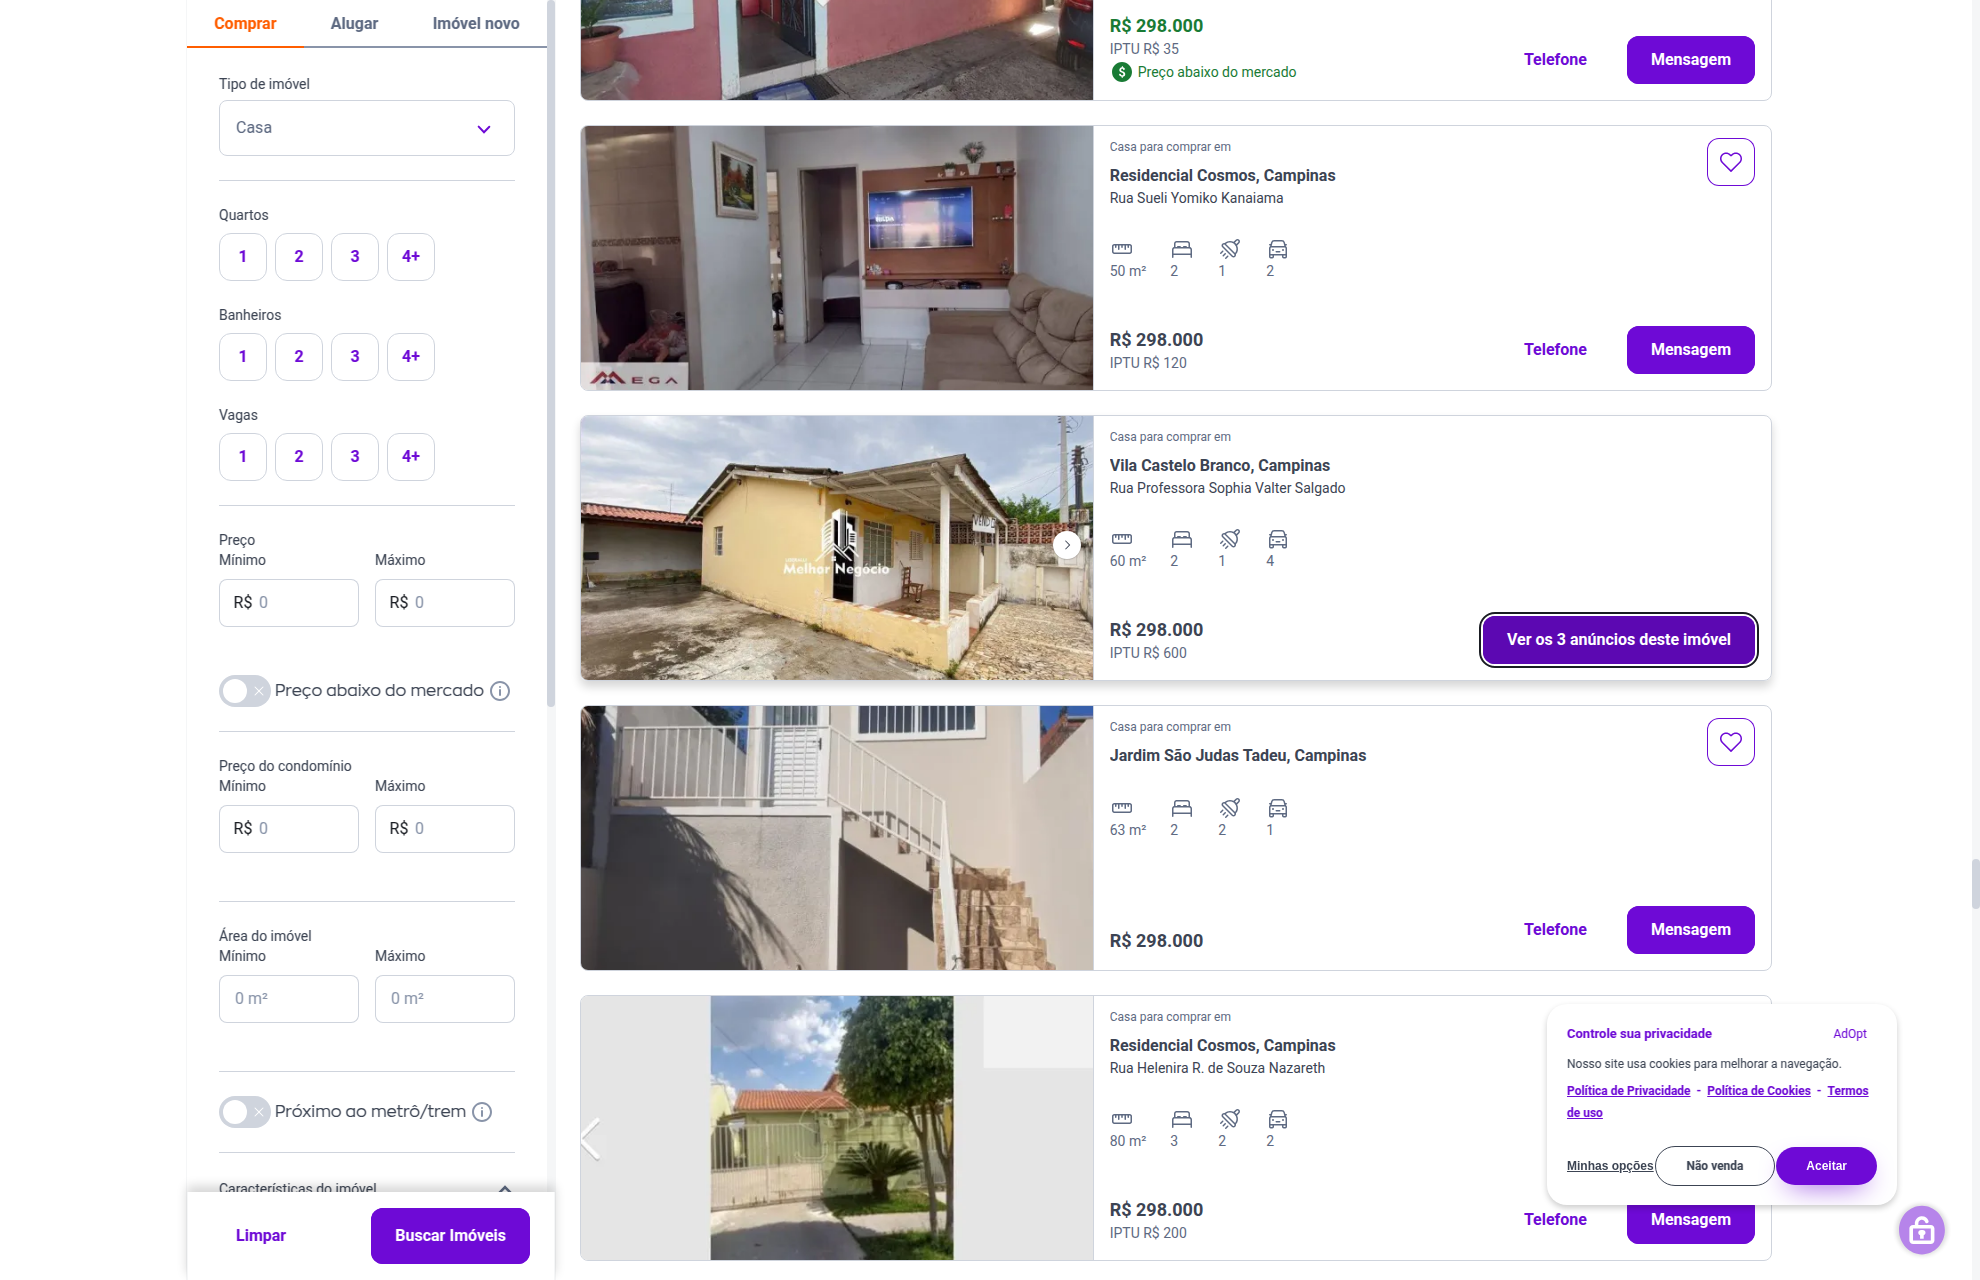 Comprar
Alugar
Imóvel novo
Tipo de imóvel
Casa
Quartos
1
2
3
4+
Banheiros
1
2
3
4+
Vagas
1
2
3
4+
Preço
Mínimo
Máximo
R$ 0
R$ 0
Preço abaixo do mercado
Preço do condomínio
Mínimo
Máximo
R$ 0
R$ 0
Área do imóvel
Mínimo
Máximo
0 m²
0 m²
Próximo ao metrô/trem
Características do imóvel
Limpar
Buscar Imóveis
R$ 298.000
IPTU R$ 35
Preço abaixo do mercado
Telefone
Mensagem
MEGA
Casa para comprar em
Residencial Cosmos, Campinas
Rua Sueli Yomiko Kanaiama
50 m²
2
1
2
R$ 298.000
IPTU R$ 120
Telefone
Mensagem
Melhor Negócio
Casa para comprar em
Vila Castelo Branco, Campinas
Rua Professora Sophia Valter Salgado
60 m²
2
1
4
R$ 298.000
IPTU R$ 600
Ver os 3 anúncios deste imóvel
Casa para comprar em
Jardim São Judas Tadeu, Campinas
63 m²
2
2
1
R$ 298.000
Telefone
Mensagem
Casa para comprar em
Residencial Cosmos, Campinas
Rua Helenira R. de Souza Nazareth
80 m²
3
2
2
R$ 298.000
IPTU R$ 200
Telefone
Mensagem
Controle sua privacidade
AdOpt
Nosso site usa cookies para melhorar a navegação.
Política de Privacidade - Política de Cookies - Termos
de uso
Minhas opções
Não venda
Aceitar